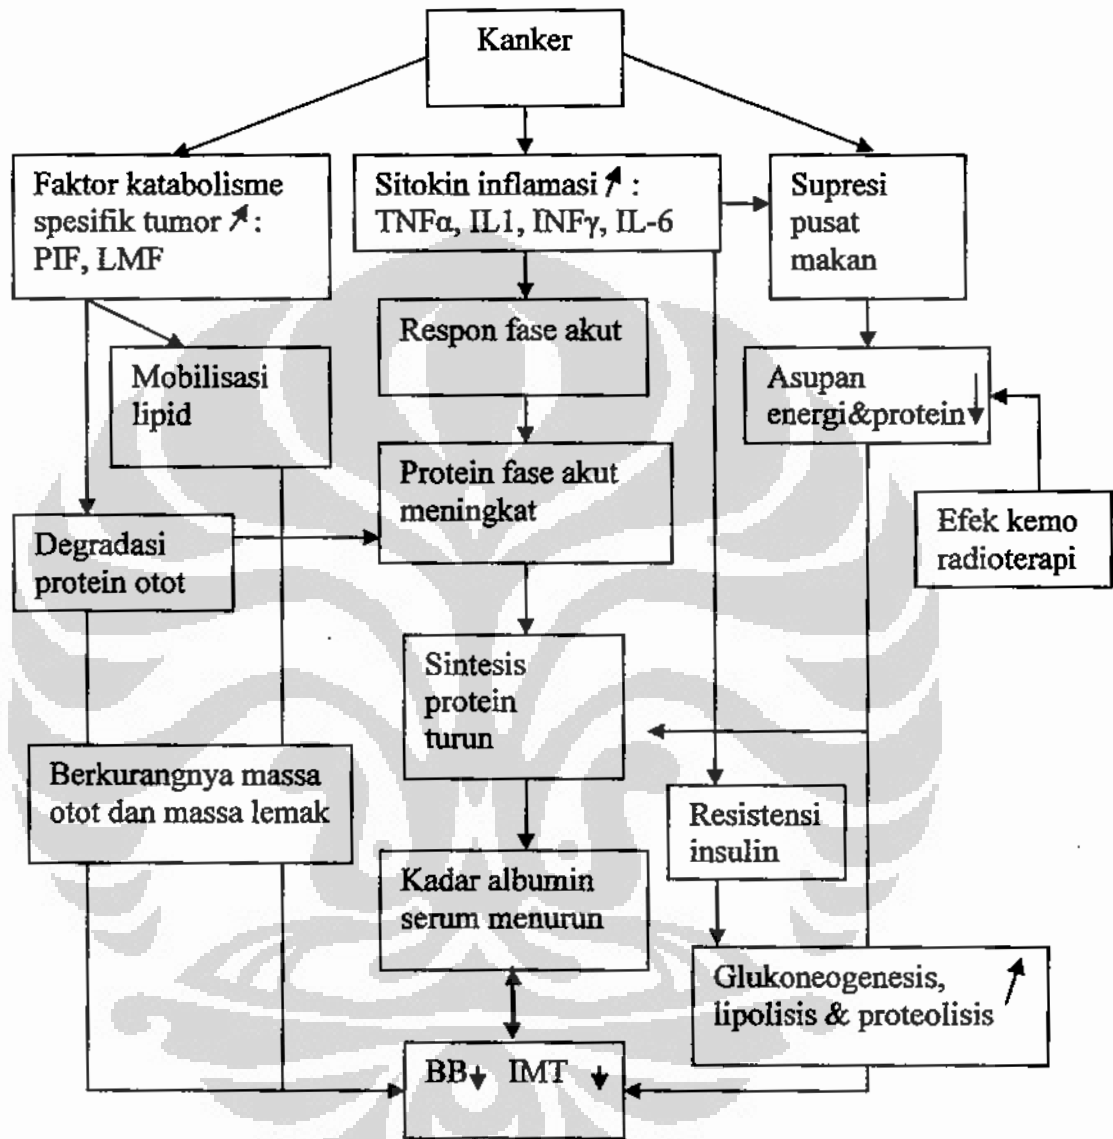 Kanker
Faktor katabolisme
spesifik tumor ↗:
PIF, LMF
Sitokin inflamasi ↗ :
TNFα, IL1, INFγ, IL-6
Supresi
pusat
makan
Respon fase akut
Mobilisasi
lipid
Asupan
energi&protein↓
Protein fase akut
meningkat
Efek kemo
radioterapi
Degradasi
protein otot
Sintesis
protein
turun
Berkurangnya massa
otot dan massa lemak
Resistensi
insulin
Kadar albumin
serum menurun
Glukoneogenesis,
lipolisis & proteolisis ↗
BB↓ IMT ↓